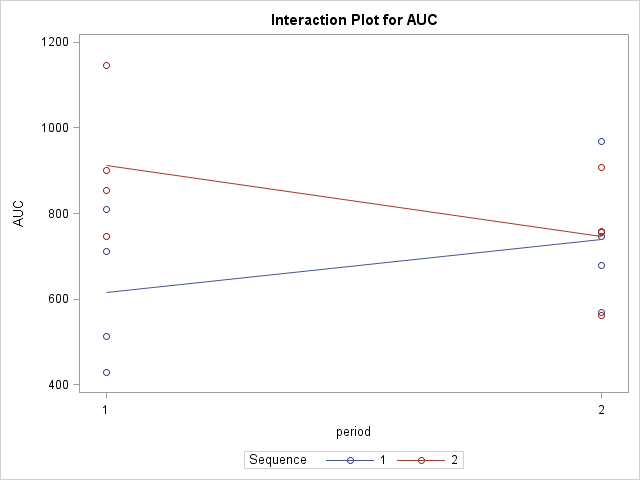 Interaction Plot for AUC
1200
1000
800
600
400
AUC
1 2
period
Sequence 1 2